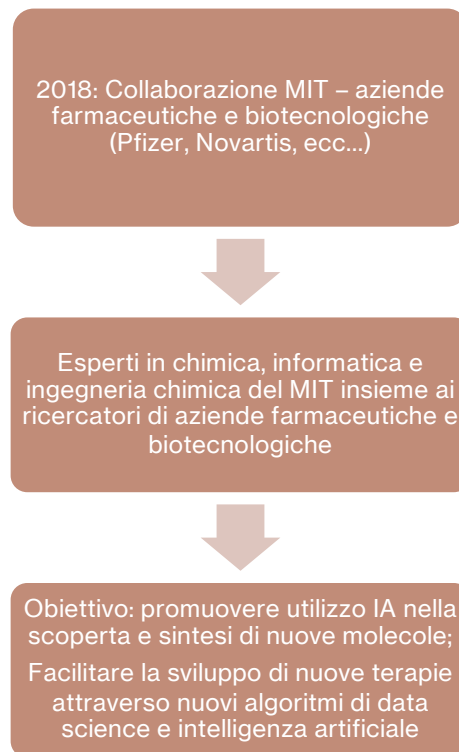 2018: Collaborazione MIT – aziende
farmaceutiche e biotecnologiche
(Pfizer, Novartis, ecc...)
Esperti in chimica, informatica e
ingegneria chimica del MIT insieme ai
ricercatori di aziende farmaceutiche e
biotecnologiche
Obiettivo: promuovere utilizzo IA nella
scoperta e sintesi di nuove molecole;
Facilitare la sviluppo di nuove terapie
attraverso nuovi algoritmi di data
science e intelligenza artificiale